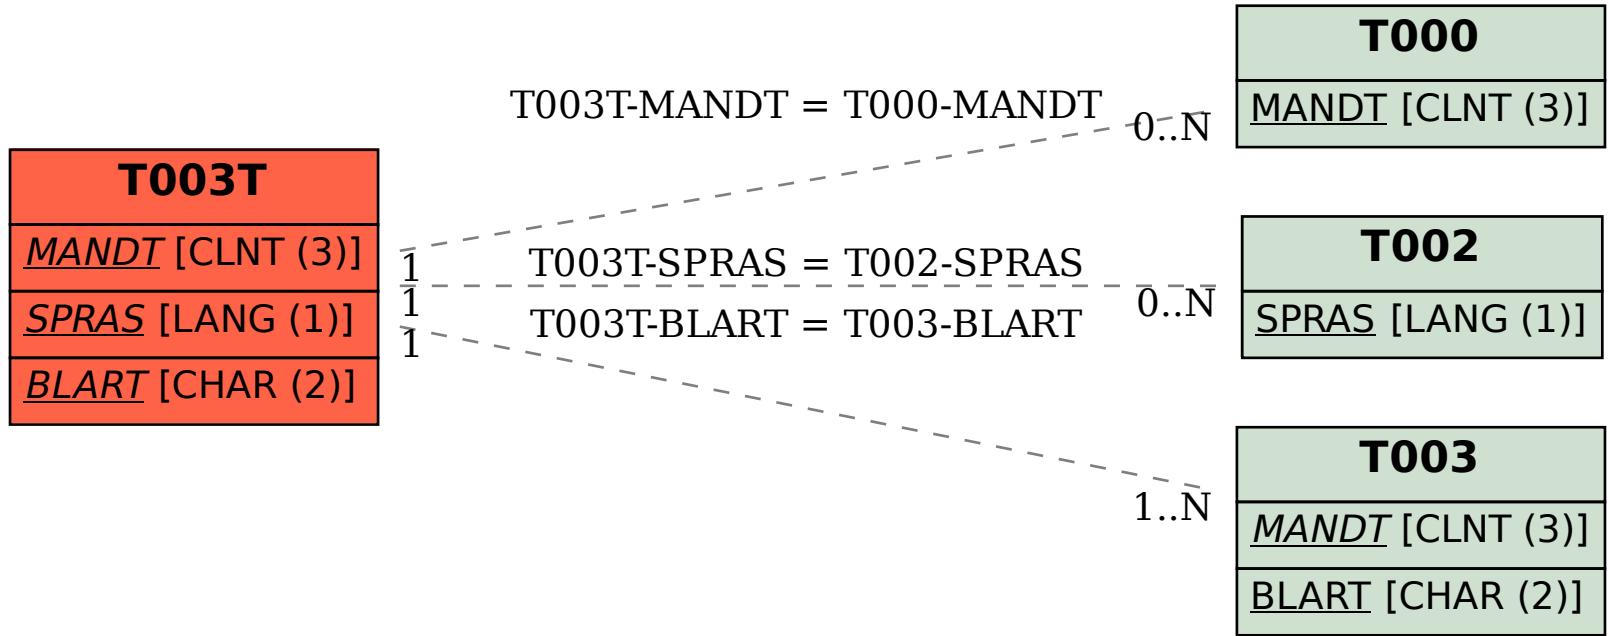 T003T
MANDT [CLNT (3)]
SPRAS [LANG (1)]
BLART [CHAR (2)]
T003T-MANDT = T000-MANDT
1
0..N
T003T-SPRAS = T002-SPRAS
1
0..N
T003T-BLART = T003-BLART
1
1..N
T000
MANDT [CLNT (3)]
T002
SPRAS [LANG (1)]
T003
MANDT [CLNT (3)]
BLART [CHAR (2)]